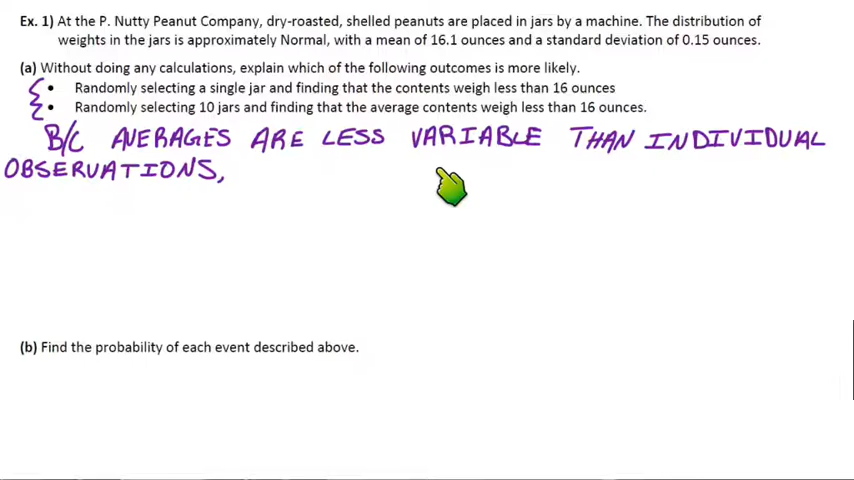 Ex. 1) At the P. Nutty Peanut Company, dry-roasted, shelled peanuts are placed in jars by a machine. The distribution of
weights in the jars is approximately Normal, with a mean of 16.1 ounces and a standard deviation of 0.15 ounces.
(a) Without doing any calculations, explain which of the following outcomes is more likely.
• Randomly selecting a single jar and finding that the contents weigh less than 16 ounces
• Randomly selecting 10 jars and finding that the average contents weigh less than 16 ounces.
B/C AVERAGES ARE LESS VARIABLE THAN INDIVIDUAL
OBSERVATIONS,
(b) Find the probability of each event described above.